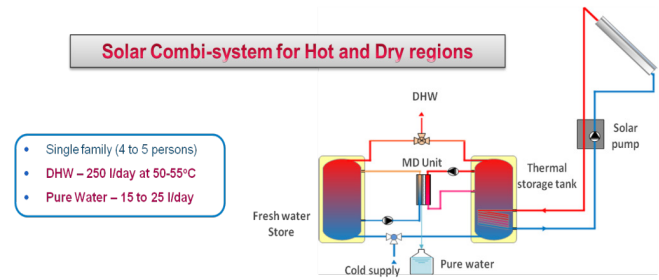 Solar Combi-system for Hot and Dry regions
Single family (4 to 5 persons)
DHW – 250 l/day at 50-55°C
Pure Water – 15 to 25 l/day
DHW
MD Unit
Solar
pump
Thermal
storage tank
Fresh water
Store
Cold supply
Pure water